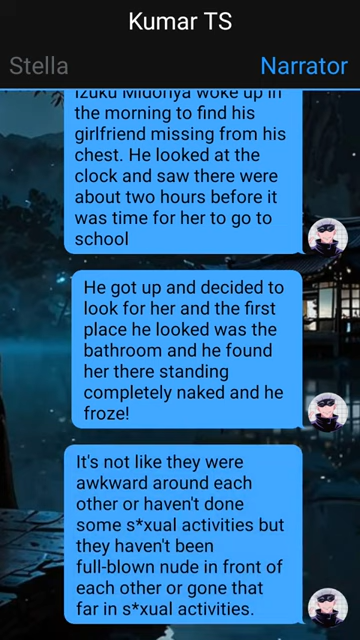 Kumar TS
Stella
Narrator
Izuku Midoriya woke up in
the morning to find his
girlfriend missing from his
chest. He looked at the
clock and saw there were
about two hours before it
was time for her to go to
school
He got up and decided to
look for her and the first
place he looked was the
bathroom and he found
her there standing
completely naked and he
froze!
It's not like they were
awkward around each
other or haven't done
some s*xual activities but
they haven't been
full-blown nude in front of
each other or gone that
far in s*xual activities.